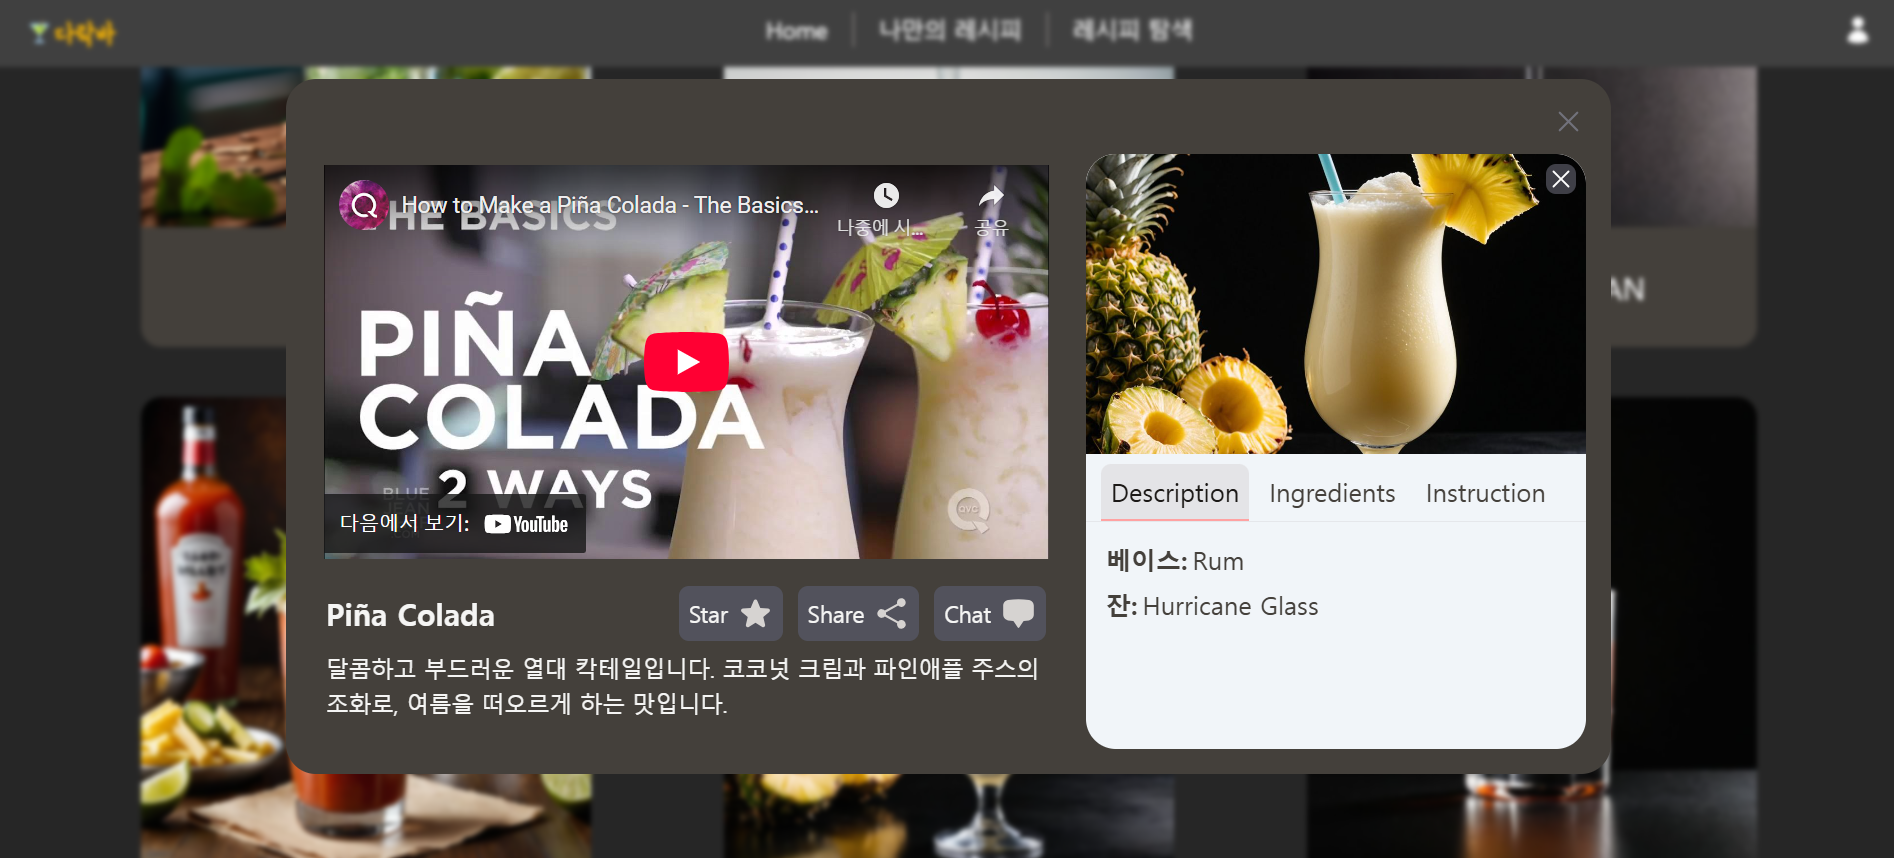 다락바
Home
나만의 레시피
레시피 탐색
How to Make a Piña Colada - The Basics...
나중에 시...
공유
THE BASICS
PIÑA
COLADA
2 WAYS
BLUE
JEAN
다음에서 보기: YouTube
QVC
Piña Colada
Star
Share
Chat
달콤하고 부드러운 열대 칵테일입니다. 코코넛 크림과 파인애플 주스의
조화로, 여름을 떠오르게 하는 맛입니다.
Description
Ingredients
Instruction
베이스: Rum
잔: Hurricane Glass